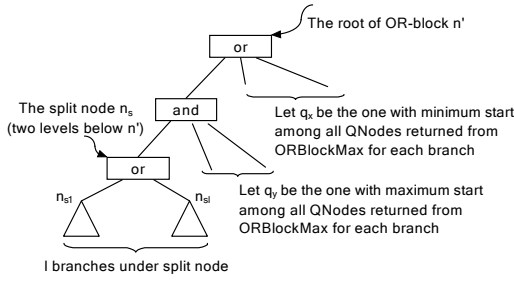 The root of OR-block n'
or
The split node nₛ
(two levels below n')
and
Let qₓ be the one with minimum start
among all QNodes returned from
ORBlockMax for each branch
or
Let qy be the one with maximum start
among all QNodes returned from
ORBlockMax for each branch
ns1
nsl
l branches under split node